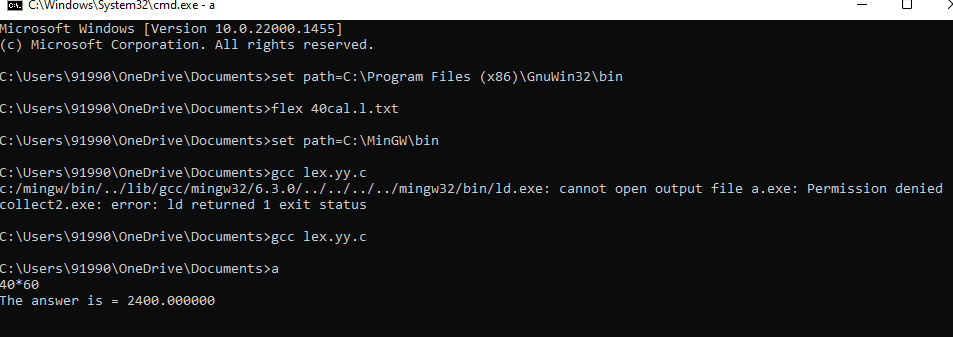 C:\Windows\System32\cmd.exe - a
Microsoft Windows [Version 10.0.22000.1455]
(c) Microsoft Corporation. All rights reserved.
C:\Users\91990\OneDrive\Documents>set path=C:\Program Files (x86)\GnuWin32\bin
C:\Users\91990\OneDrive\Documents>flex 40cal.l.txt
C:\Users\91990\OneDrive\Documents>set path=C:\MinGW\bin
C:\Users\91990\OneDrive\Documents>gcc lex.yy.c
c:/mingw/bin/../lib/gcc/mingw32/6.3.0/../../../../mingw32/bin/ld.exe: cannot open output file a.exe: Permission denied
collect2.exe: error: ld returned 1 exit status
C:\Users\91990\OneDrive\Documents>gcc lex.yy.c
C:\Users\91990\OneDrive\Documents>a
40*60
The answer is = 2400.000000